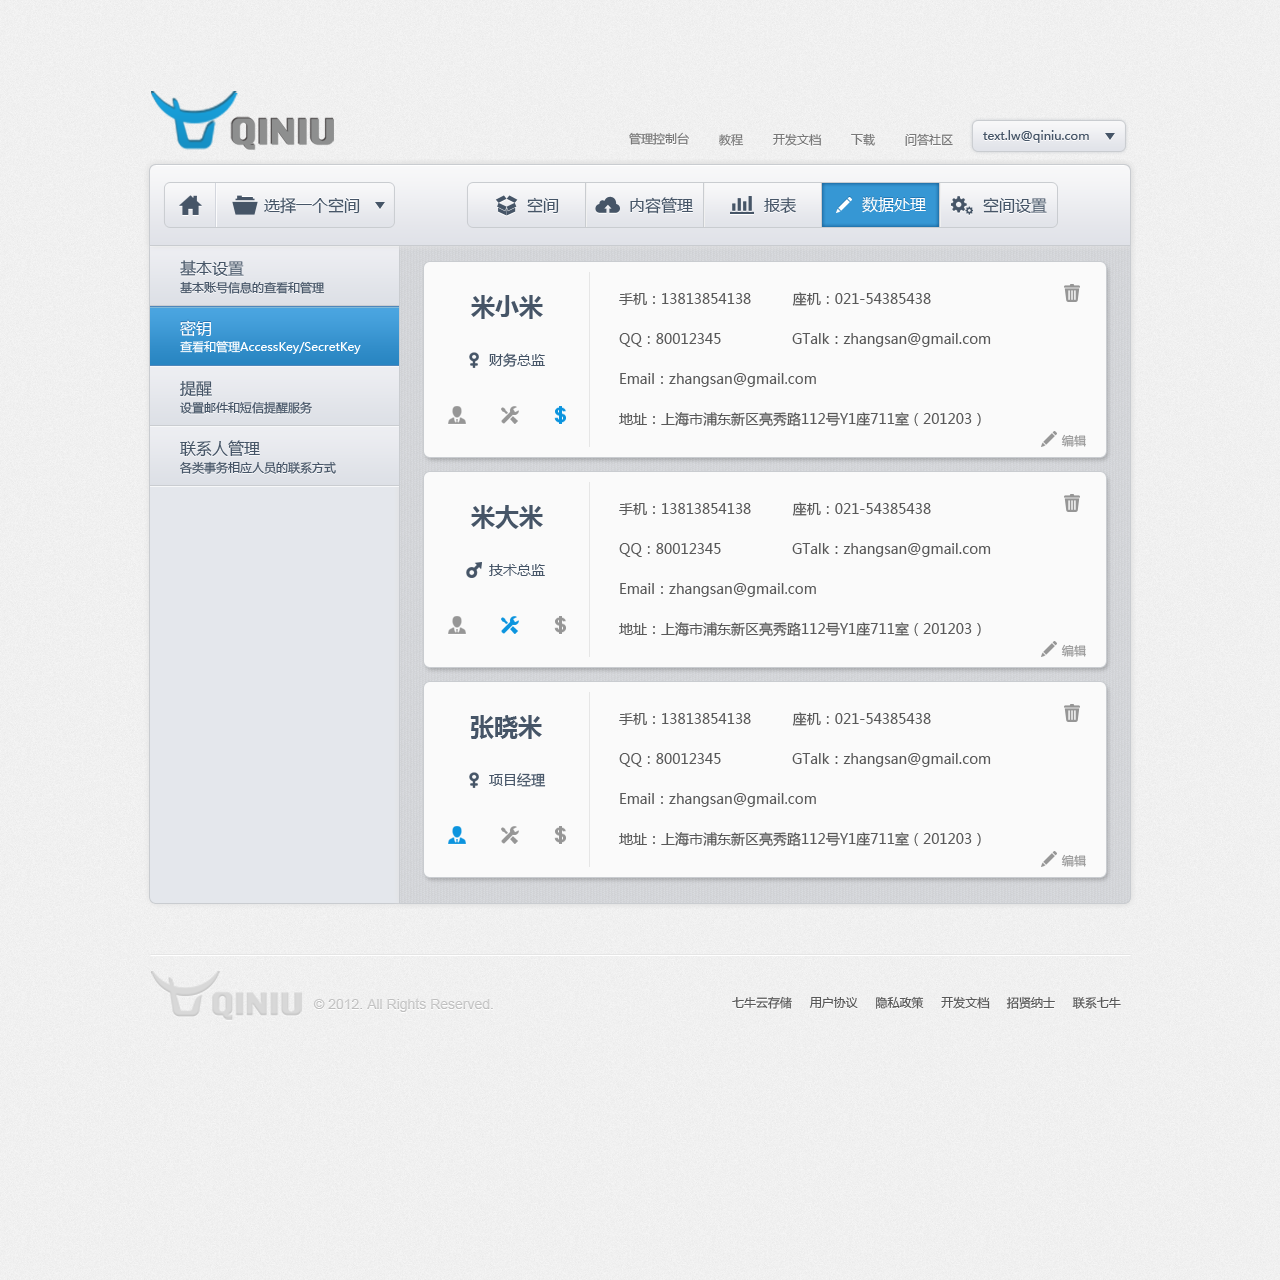 QINIU
管理控制台 教程 开发文档 下载 问答社区 text.lw@qiniu.com
选择一个空间 空间 内容管理 报表 数据处理 空间设置
基本设置
基本账号信息的查看和管理
密钥
查看和管理AccessKey/SecretKey
提醒
设置邮件和短信提醒服务
联系人管理
各类事务相应人员的联系方式
米小米
财务总监
手机：13813854138 座机：021-54385438
QQ：80012345 GTalk：zhangsan@gmail.com
Email：zhangsan@gmail.com
地址：上海市浦东新区亮秀路112号Y1座711室（201203）
编辑
米大米
技术总监
手机：13813854138 座机：021-54385438
QQ：80012345 GTalk：zhangsan@gmail.com
Email：zhangsan@gmail.com
地址：上海市浦东新区亮秀路112号Y1座711室（201203）
编辑
张晓米
项目经理
手机：13813854138 座机：021-54385438
QQ：80012345 GTalk：zhangsan@gmail.com
Email：zhangsan@gmail.com
地址：上海市浦东新区亮秀路112号Y1座711室（201203）
编辑
QINIU © 2012. All Rights Reserved. 七牛云存储 用户协议 隐私政策 开发文档 招贤纳士 联系七牛